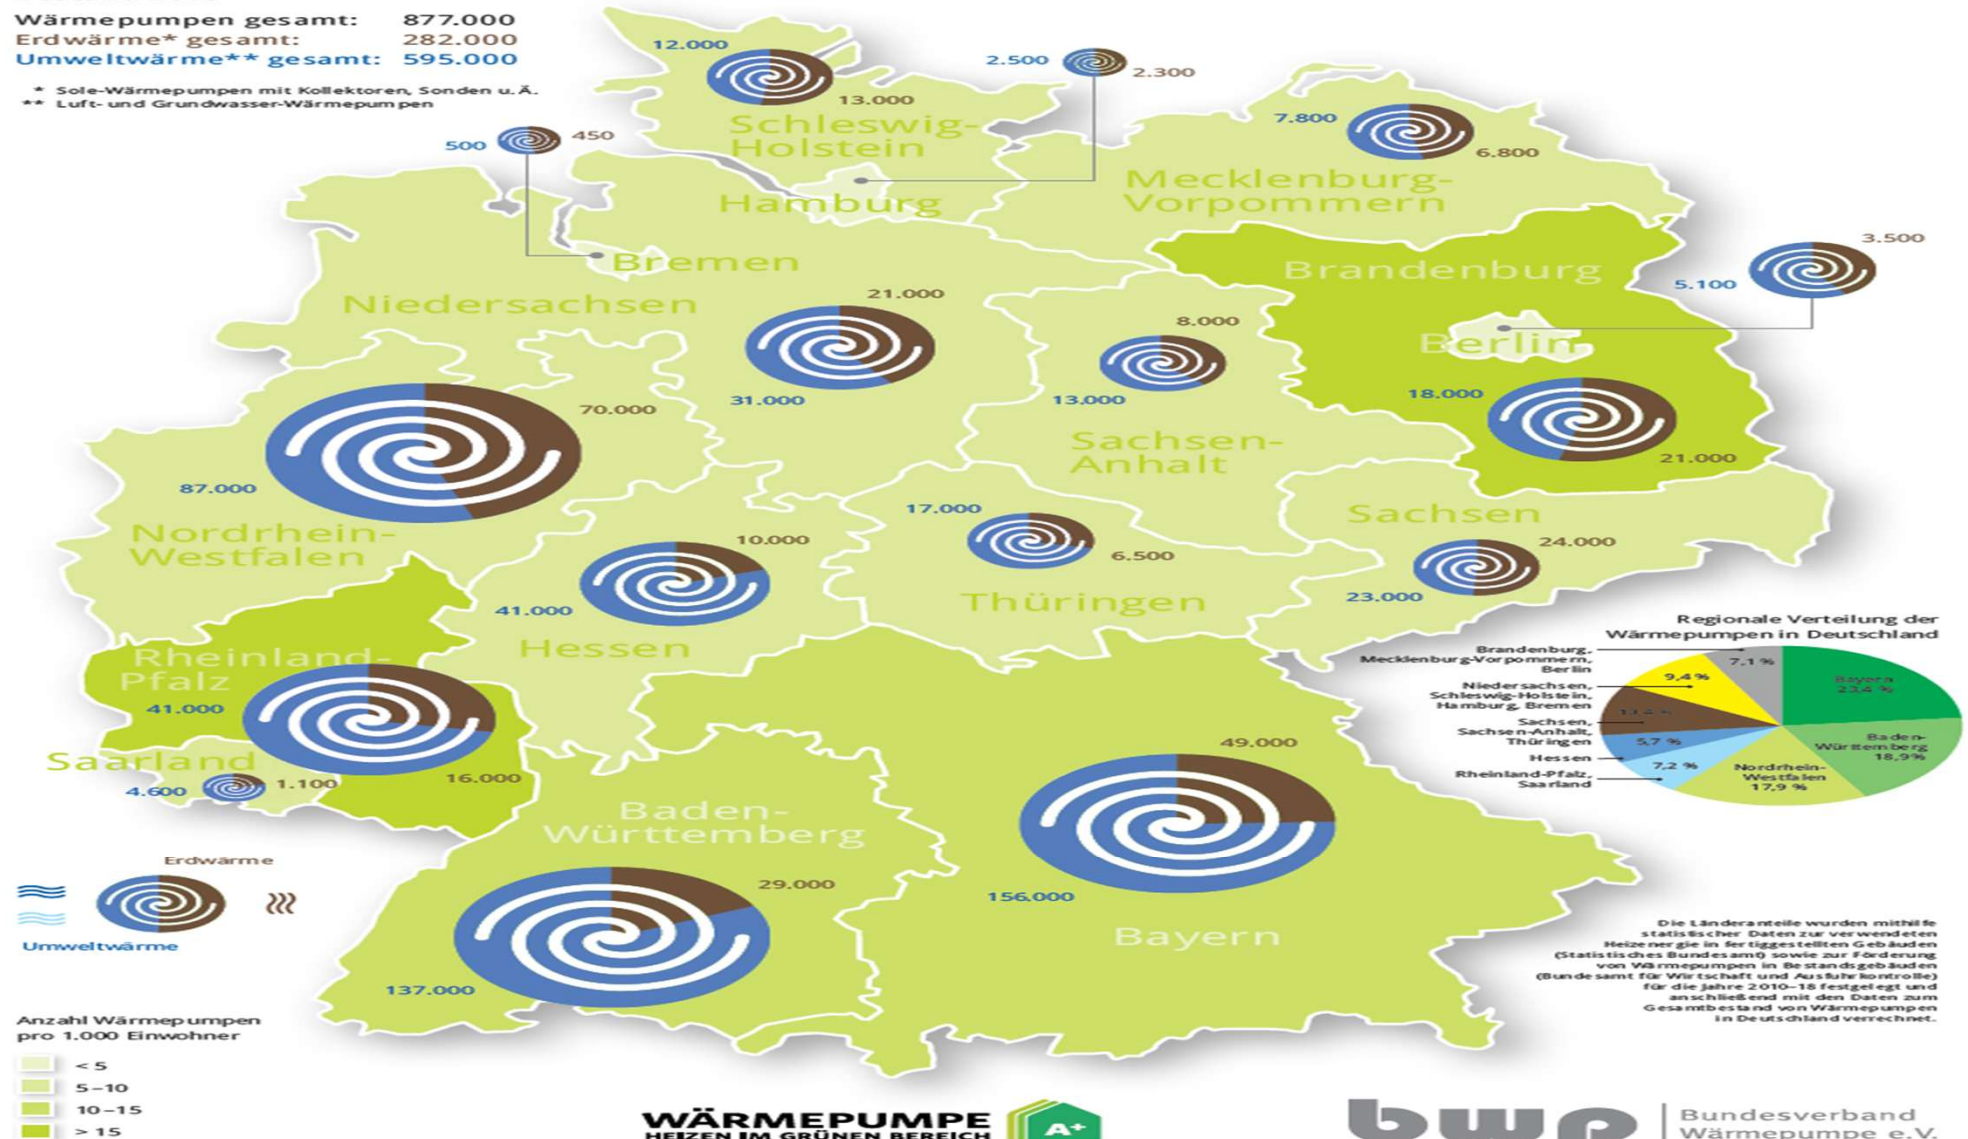 Wärmepumpen gesamt: 877.000
Erdwärme* gesamt: 282.000
Umweltwärme** gesamt: 595.000
* Sole-Wärmepumpen mit Kollektoren, Sonden u. Ä.
** Luft- und Grundwasser-Wärmepumpen
12.000
13.000
Schleswig-
Holstein
2.500
2.300
Hamburg
500
450
Bremen
7.800
6.800
Mecklenburg-
Vorpommern
Niedersachsen
21.000
31.000
Brandenburg
18.000
21.000
3.500
5.100
Berlin
8.000
13.000
Sachsen-
Anhalt
70.000
87.000
Nordrhein-
Westfalen
10.000
41.000
Hessen
17.000
6.500
Thüringen
Sachsen
24.000
23.000
Rheinland-
Pfalz
41.000
16.000
Saarland
4.600
1.100
Baden-
Württemberg
29.000
137.000
49.000
156.000
Bayern
Regionale Verteilung der
Wärmepumpen in Deutschland
Brandenburg,
Mecklenburg-Vorpommern,
Berlin
7,1 %
Niedersachsen,
Schleswig-Holstein,
Hamburg, Bremen
9,4 %
Sachsen,
Sachsen-Anhalt,
Thüringen
Hessen
5,7 %
Rheinland-Pfalz,
Saarland
7,2 %
Bayern
23,4 %
Baden-
Württemberg
18,9%
Nordrhein-
Westfalen
17,9 %
Erdwärme
Umweltwärme
Anzahl Wärmepumpen
pro 1.000 Einwohner
< 5
5–10
10–15
> 15
Die Länderanteile wurden mithilfe
statistischer Daten zur verwendeten
Heizenergie in fertiggestellten Gebäuden
(Statistisches Bundesamt) sowie zur Förderung
von Wärmepumpen in Bestandsgebäuden
(Bundesamt für Wirtschaft und Ausfuhrkontrolle)
für die Jahre 2010–18 festgelegt und
anschließend mit den Daten zum
Gesamtbestand von Wärmepumpen
in Deutschland verrechnet.
WÄRMEPUMPE
HEIZEN IM GRÜNEN BEREICH
A+
bwp
Bundesverband
Wärmepumpe e.V.